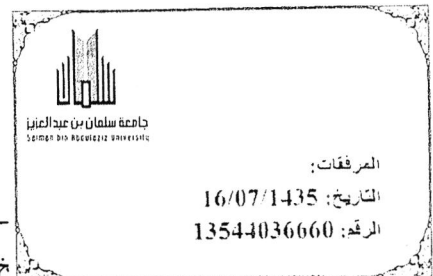 جامعة سلمان بن عبدالعزيز
Salman bin Abdulaziz University
المرفقات:
التاريخ: 16/07/1435
الرقم: 13544036660